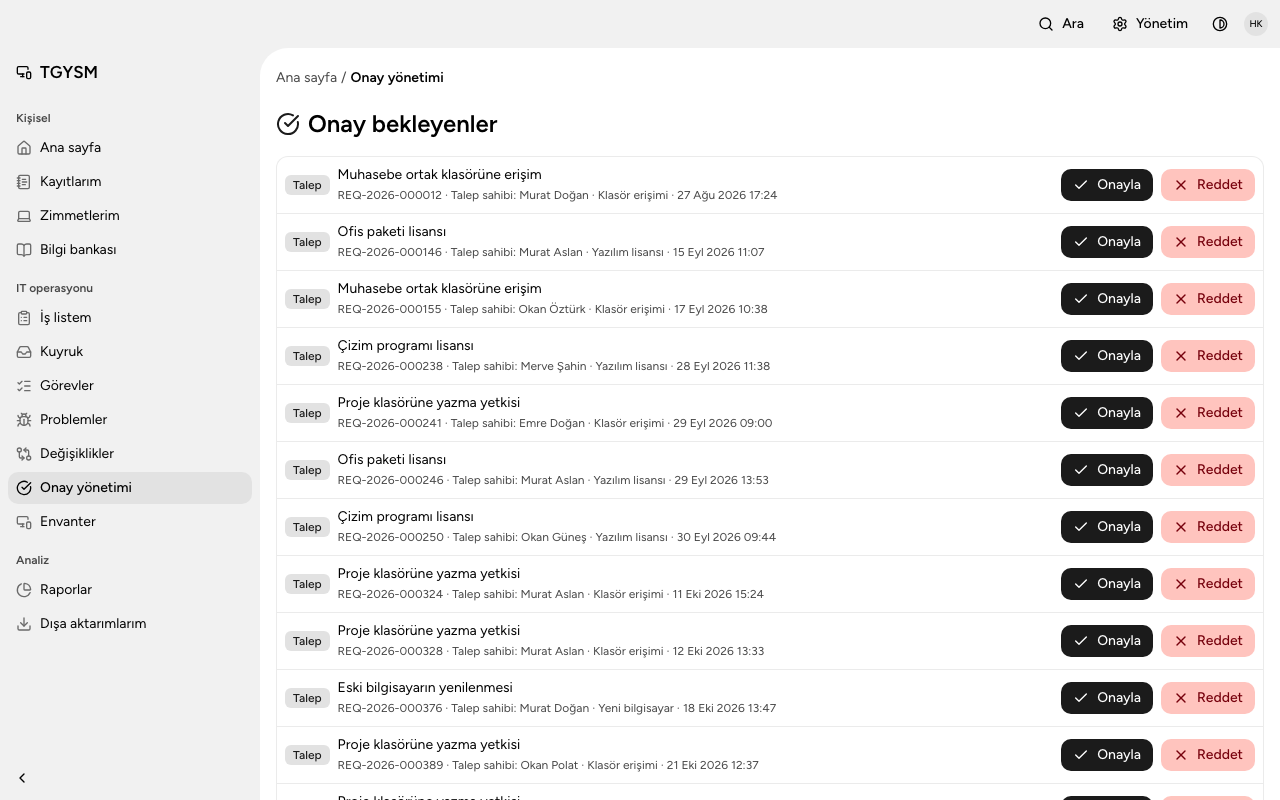 Ara
Yönetim
HK
TGYSM
Kişisel
Ana sayfa
Kayıtlarım
Zimmetlerim
Bilgi bankası
IT operasyonu
İş listem
Kuyruk
Görevler
Problemler
Değişiklikler
Onay yönetimi
Envanter
Analiz
Raporlar
Dışa aktarımlarım
Ana sayfa / Onay yönetimi
Onay bekleyenler
Talep
Muhasebe ortak klasörüne erişim
REQ-2026-000012 · Talep sahibi: Murat Doğan · Klasör erişimi · 27 Ağu 2026 17:24
Onayla
Reddet
Talep
Ofis paketi lisansı
REQ-2026-000146 · Talep sahibi: Murat Aslan · Yazılım lisansı · 15 Eyl 2026 11:07
Onayla
Reddet
Talep
Muhasebe ortak klasörüne erişim
REQ-2026-000155 · Talep sahibi: Okan Öztürk · Klasör erişimi · 17 Eyl 2026 10:38
Onayla
Reddet
Talep
Çizim programı lisansı
REQ-2026-000238 · Talep sahibi: Merve Şahin · Yazılım lisansı · 28 Eyl 2026 11:38
Onayla
Reddet
Talep
Proje klasörüne yazma yetkisi
REQ-2026-000241 · Talep sahibi: Emre Doğan · Klasör erişimi · 29 Eyl 2026 09:00
Onayla
Reddet
Talep
Ofis paketi lisansı
REQ-2026-000246 · Talep sahibi: Murat Aslan · Yazılım lisansı · 29 Eyl 2026 13:53
Onayla
Reddet
Talep
Çizim programı lisansı
REQ-2026-000250 · Talep sahibi: Okan Güneş · Yazılım lisansı · 30 Eyl 2026 09:44
Onayla
Reddet
Talep
Proje klasörüne yazma yetkisi
REQ-2026-000324 · Talep sahibi: Murat Aslan · Klasör erişimi · 11 Eki 2026 15:24
Onayla
Reddet
Talep
Proje klasörüne yazma yetkisi
REQ-2026-000328 · Talep sahibi: Murat Aslan · Klasör erişimi · 12 Eki 2026 13:33
Onayla
Reddet
Talep
Eski bilgisayarın yenilenmesi
REQ-2026-000376 · Talep sahibi: Murat Doğan · Yeni bilgisayar · 18 Eki 2026 13:47
Onayla
Reddet
Talep
Proje klasörüne yazma yetkisi
REQ-2026-000389 · Talep sahibi: Okan Polat · Klasör erişimi · 21 Eki 2026 12:37
Onayla
Reddet